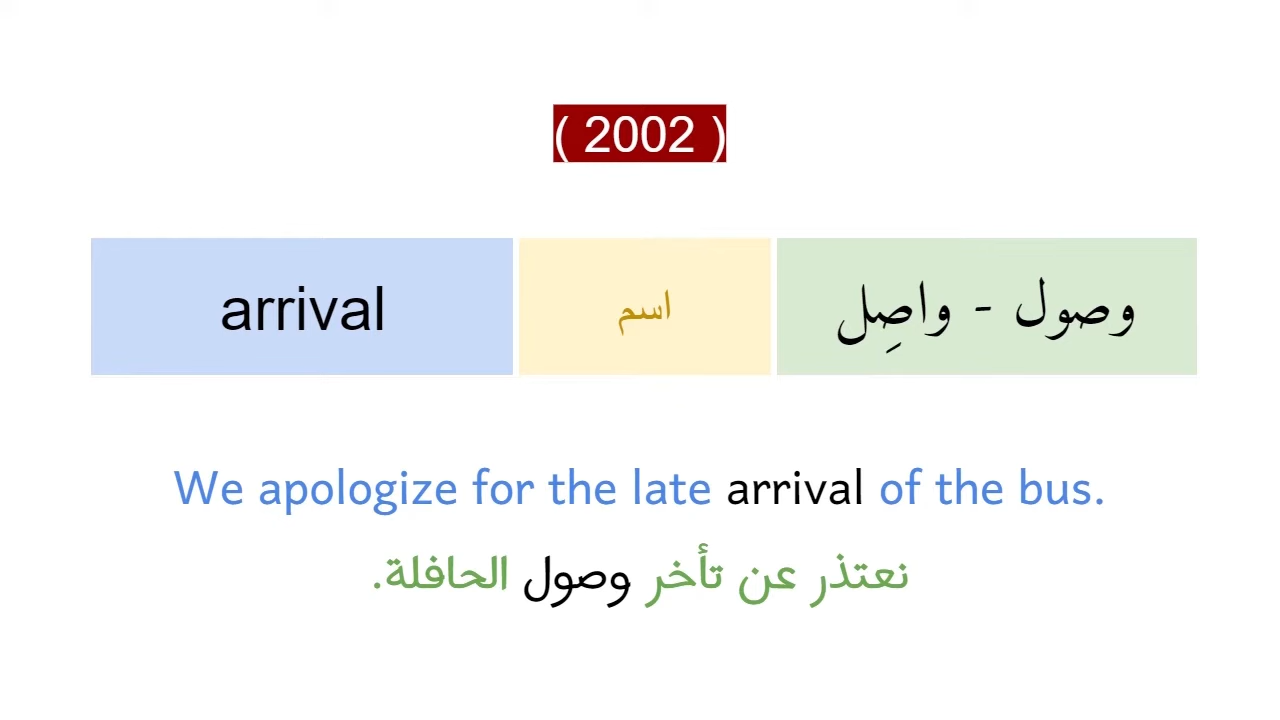 ( 2002 )
arrival
اسم
وصول - واصِل
We apologize for the late arrival of the bus.
نعتذر عن تأخر وصول الحافلة.